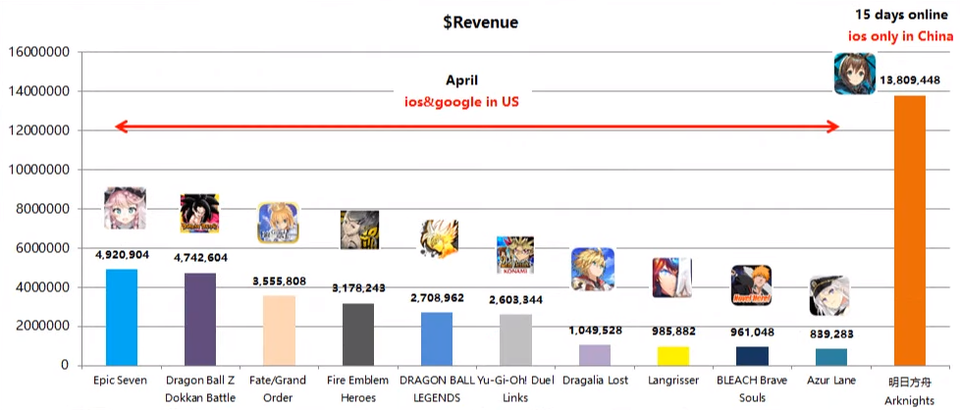 $Revenue
15 days online
ios only in China
April
ios&google in US
16000000
14000000
12000000
10000000
8000000
6000000
4000000
2000000
0
4,920,904
4,742,604
3,555,808
3,178,243
2,708,962
2,603,344
1,049,528
985,882
961,048
839,283
13,809,448
KONAMI
Epic Seven
Dragon Ball Z
Dokkan Battle
Fate/Grand
Order
Fire Emblem
Heroes
DRAGON BALL
LEGENDS
Yu-Gi-Oh! Duel
Links
Dragalia Lost
Langrisser
BLEACH Brave
Souls
Azur Lane
明日方舟
Arknights